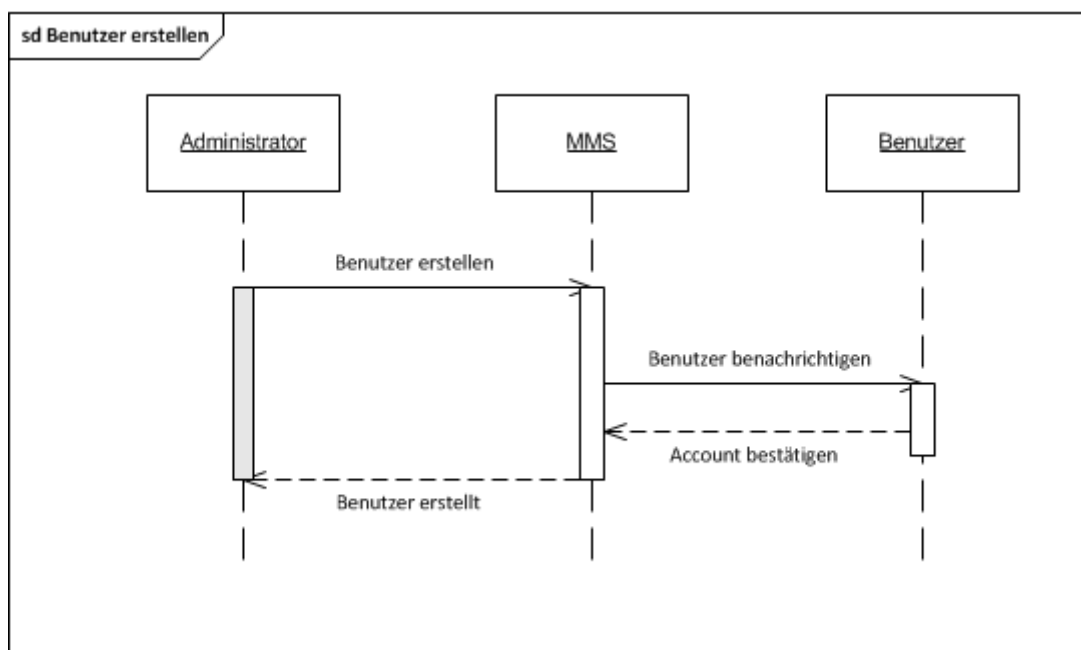 sd Benutzer erstellen
Administrator
MMS
Benutzer
Benutzer erstellen
Benutzer benachrichtigen
Account bestätigen
Benutzer erstellt